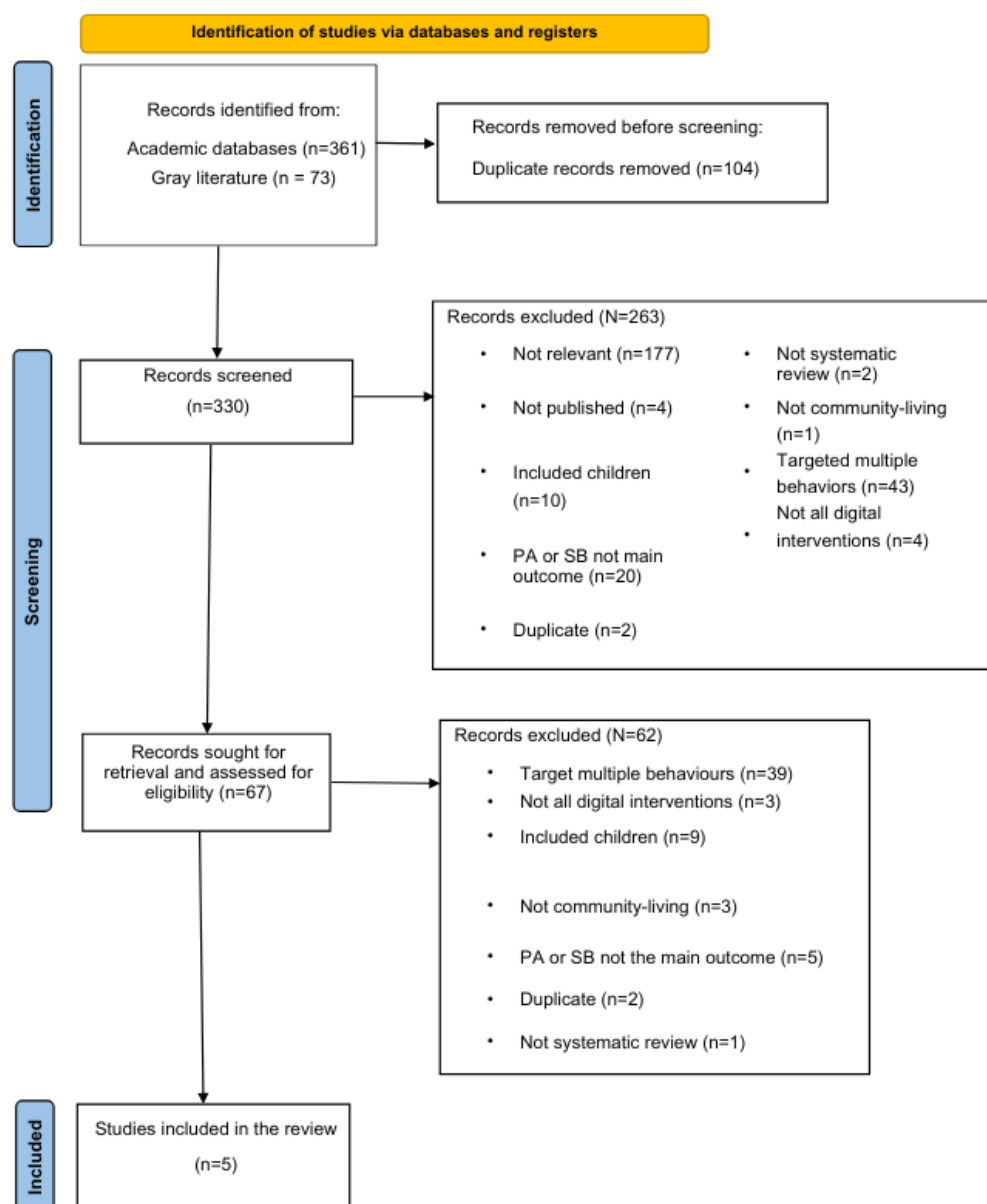 Identification of studies via databases and registers
Identification
Records identified from:
Academic databases (n=361)
Gray literature (n = 73)
Records removed before screening:
Duplicate records removed (n=104)
Screening
Records screened
(n=330)
Records excluded (N=263)
• Not relevant (n=177)
• Not published (n=4)
• Included children
(n=10)
• PA or SB not main
outcome (n=20)
• Duplicate (n=2)
• Not systematic
review (n=2)
• Not community-living
(n=1)
• Targeted multiple
behaviors (n=43)
Not all digital
• interventions (n=4)
Records sought for
retrieval and assessed for
eligibility (n=67)
Records excluded (N=62)
• Target multiple behaviours (n=39)
• Not all digital interventions (n=3)
• Included children (n=9)
• Not community-living (n=3)
• PA or SB not the main outcome (n=5)
• Duplicate (n=2)
• Not systematic review (n=1)
Included
Studies included in the review
(n=5)